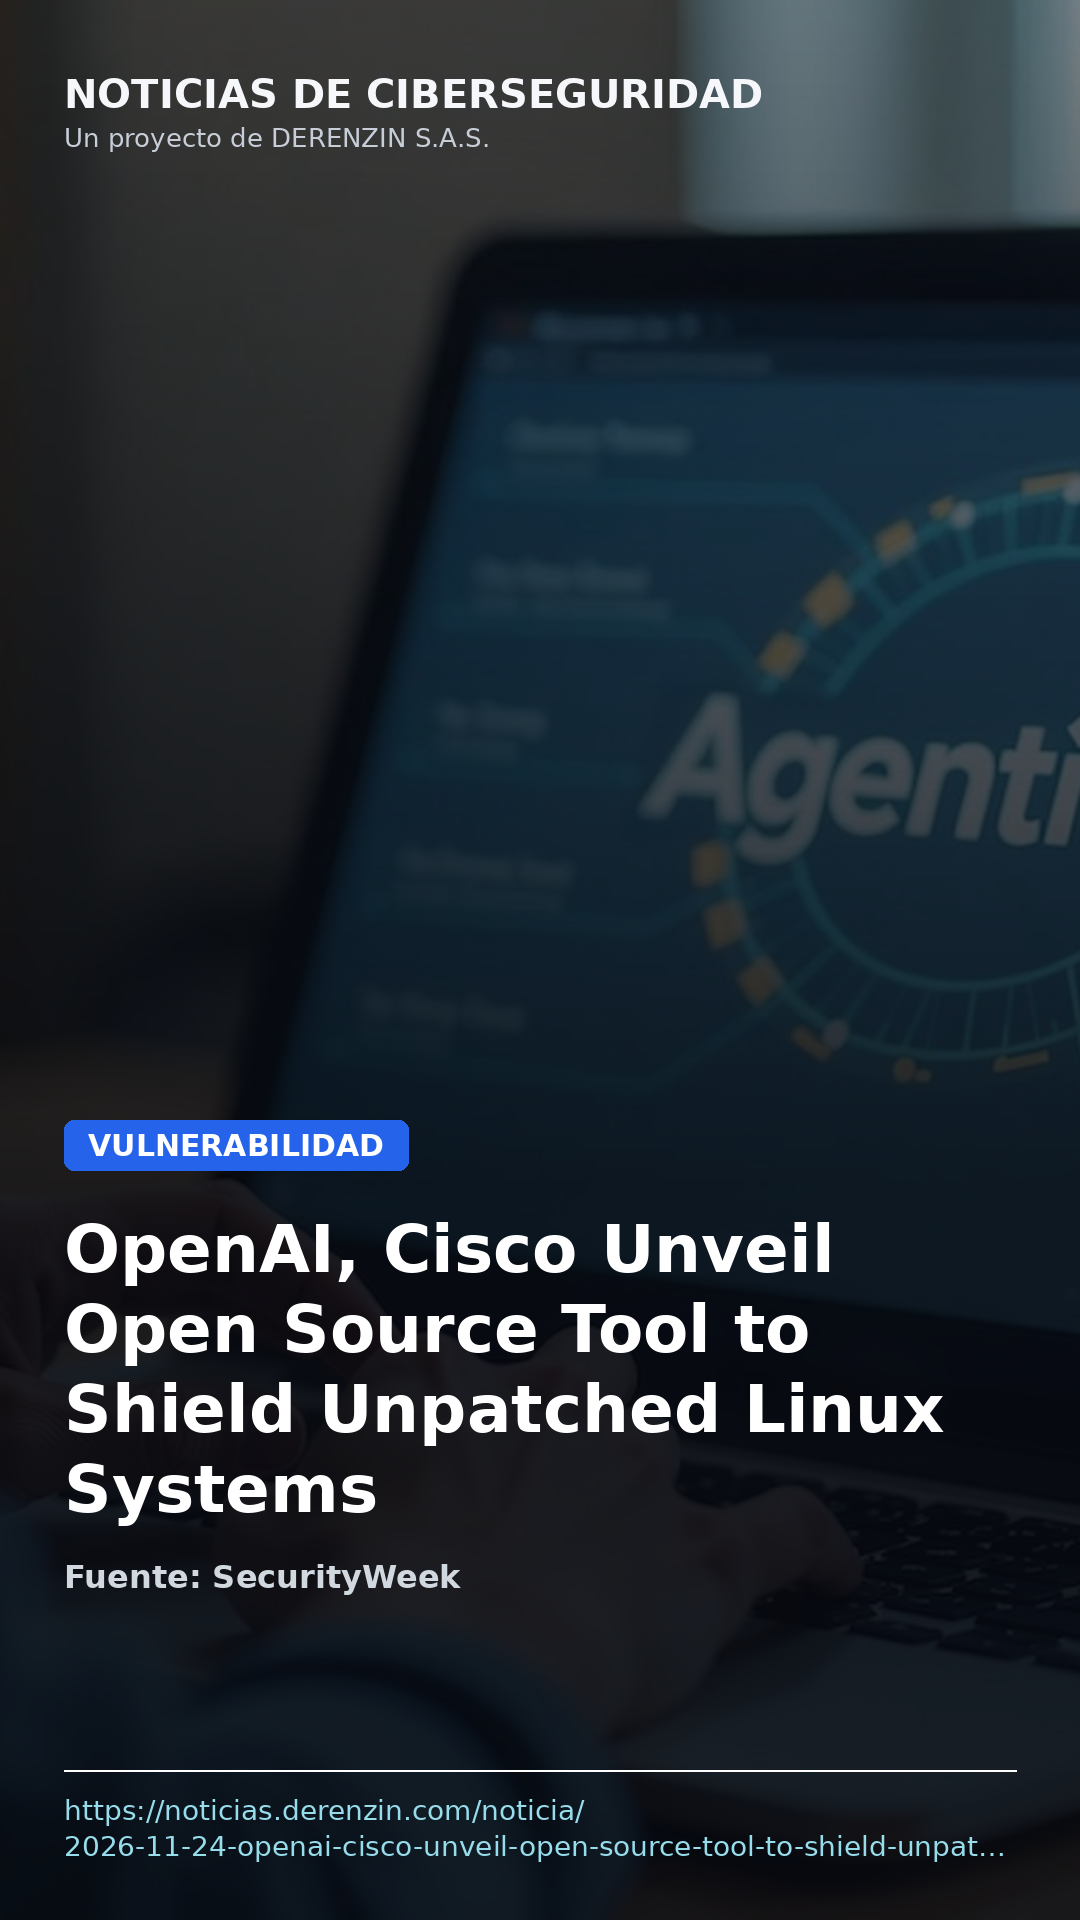 NOTICIAS DE CIBERSEGURIDAD
Un proyecto de DERENZIN S.A.S.
Agenti
VULNERABILIDAD
OpenAI, Cisco Unveil
Open Source Tool to
Shield Unpatched Linux
Systems
Fuente: SecurityWeek
https://noticias.derenzin.com/noticia/
2026-11-24-openai-cisco-unveil-open-source-tool-to-shield-unpat...